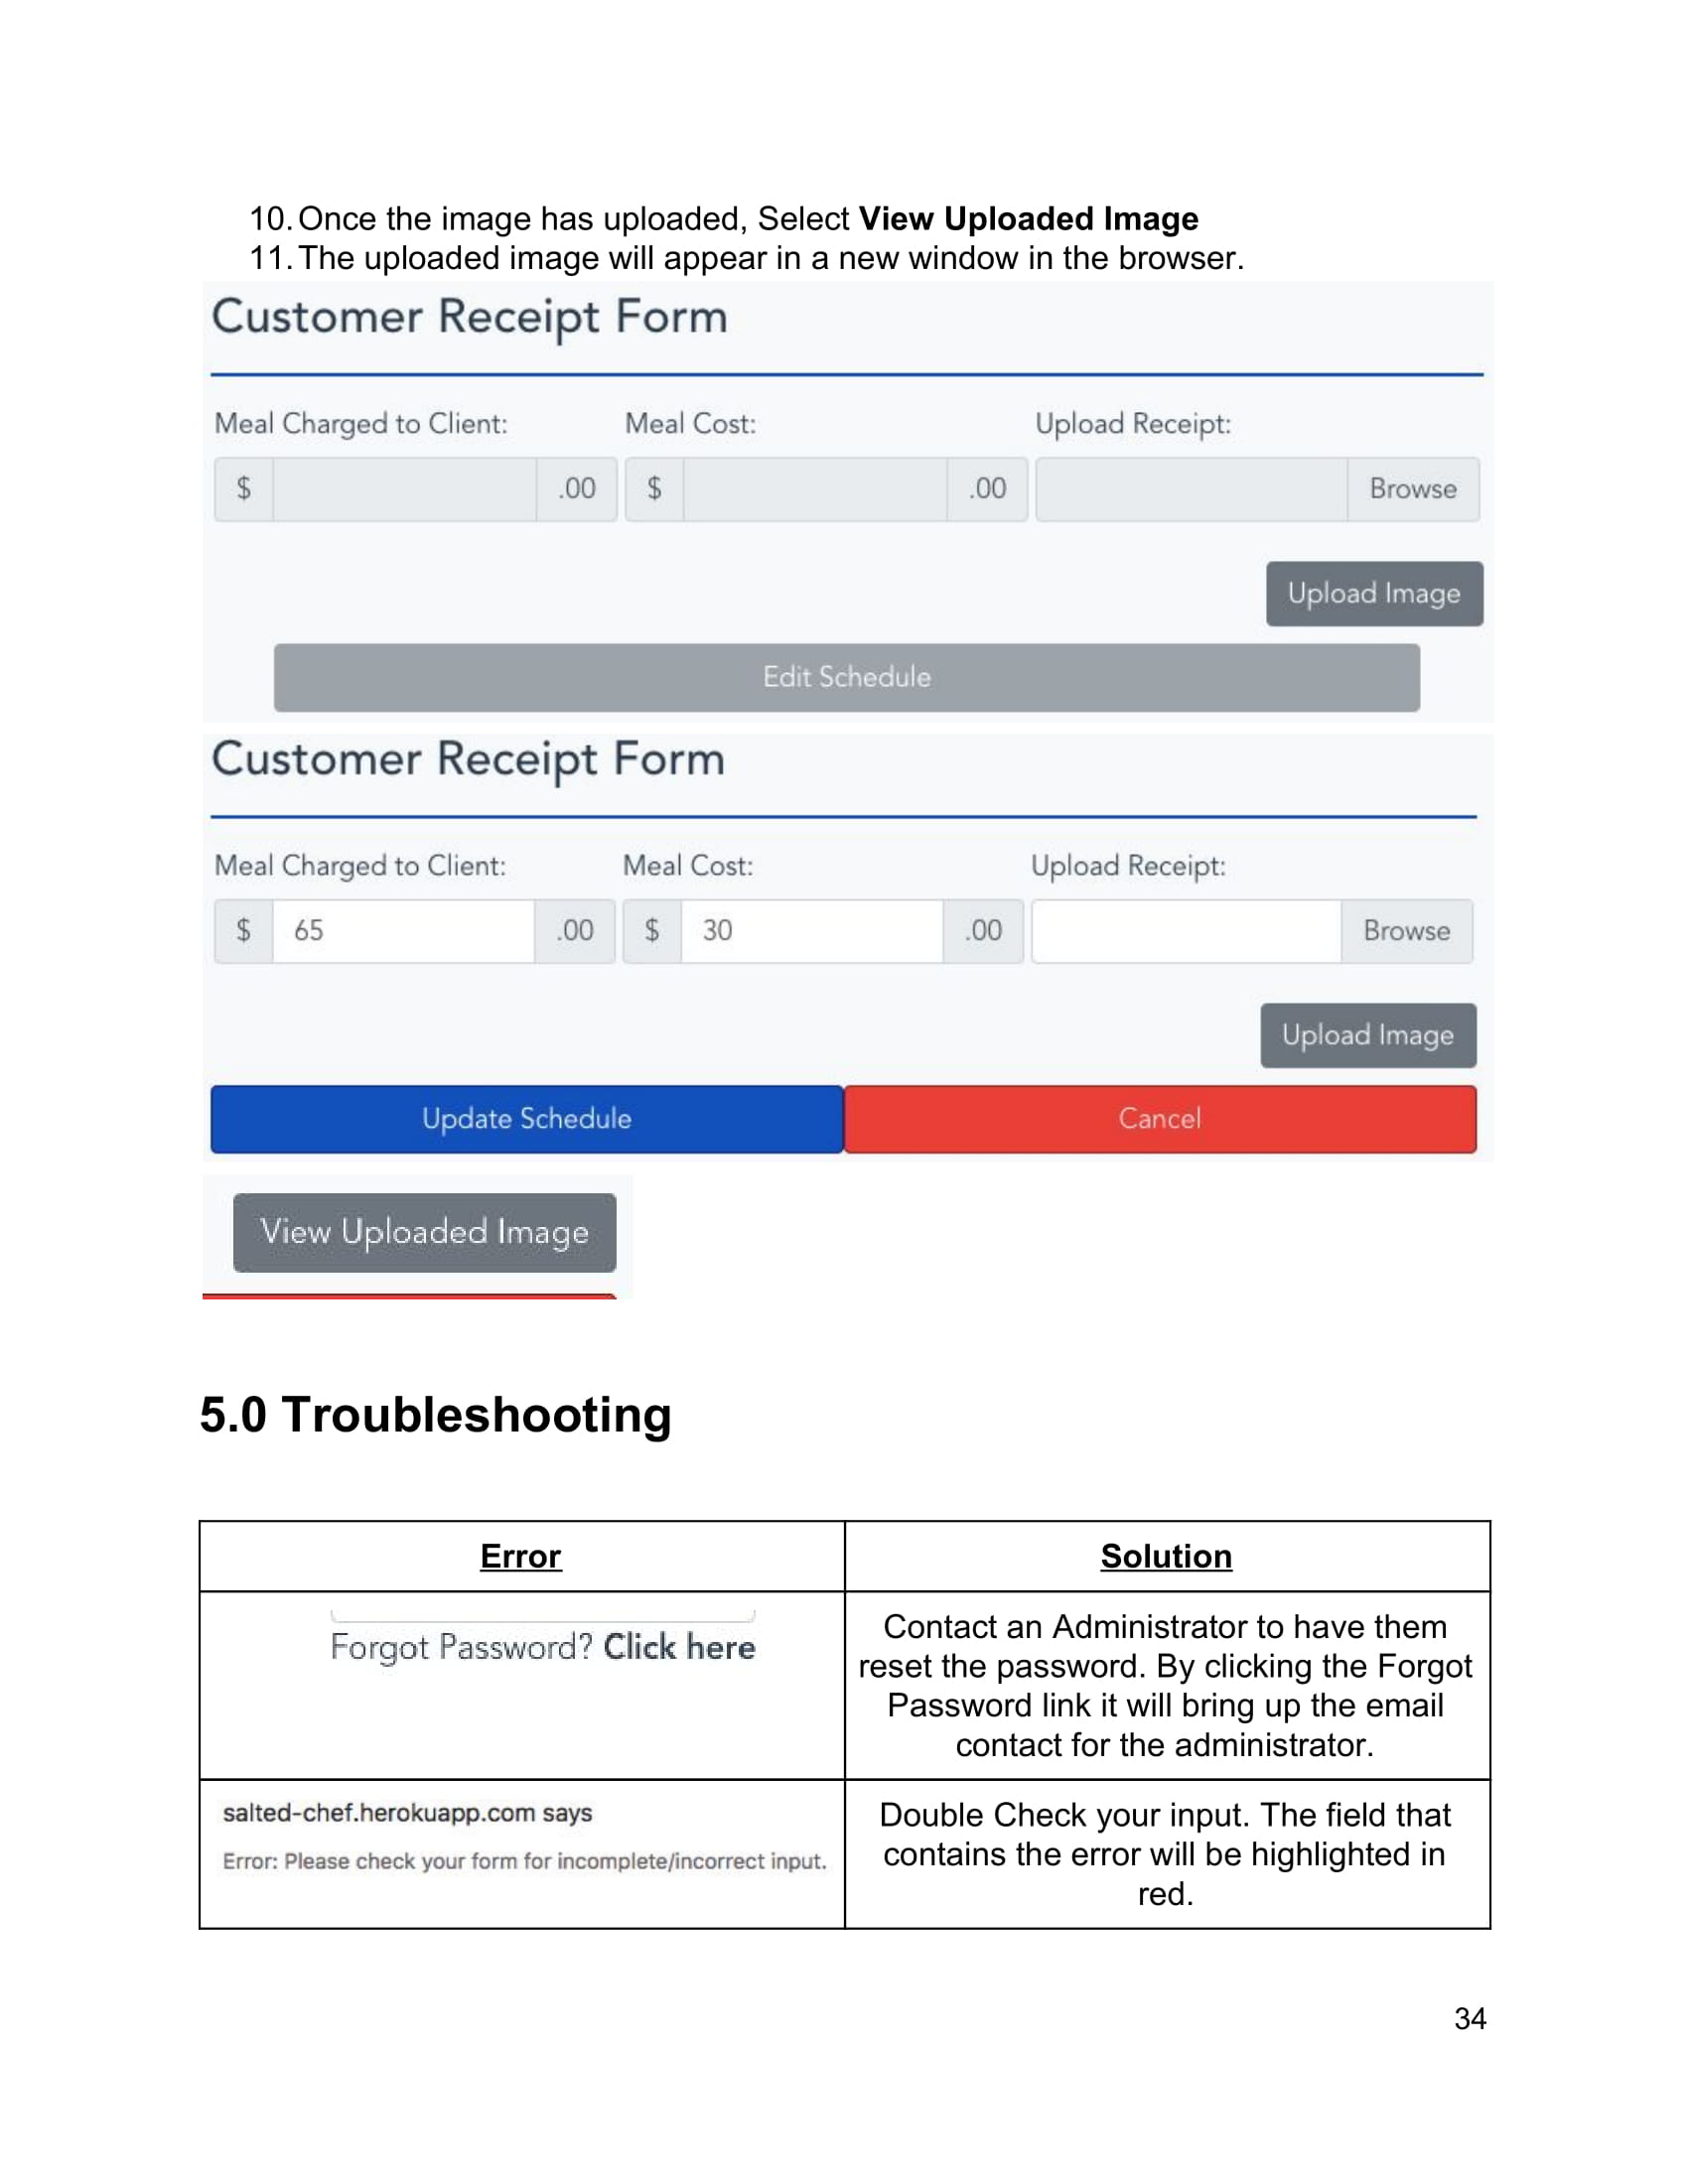 10. Once the image has uploaded, Select View Uploaded Image
11. The uploaded image will appear in a new window in the browser.
Customer Receipt Form
Meal Charged to Client: Meal Cost: Upload Receipt:
$ .00 $ .00 Browse
Upload Image
Edit Schedule
Customer Receipt Form
Meal Charged to Client: Meal Cost: Upload Receipt:
$ 65 .00 $ 30 .00 Browse
Upload Image
Update Schedule Cancel
View Uploaded Image
5.0 Troubleshooting
Error Solution
Forgot Password? Click here
Contact an Administrator to have them
reset the password. By clicking the Forgot
Password link it will bring up the email
contact for the administrator.
salted-chef.herokuapp.com says
Error: Please check your form for incomplete/incorrect input.
Double Check your input. The field that
contains the error will be highlighted in
red.
34